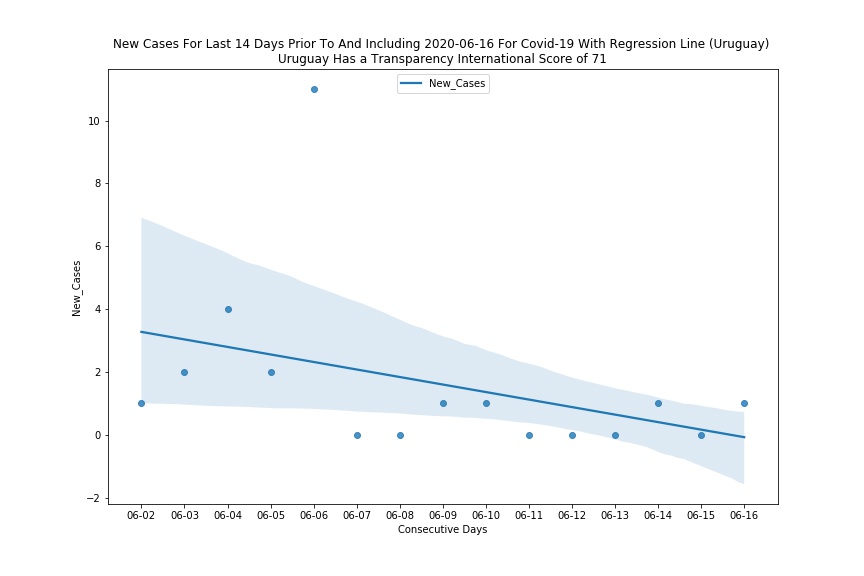 New Cases For Last 14 Days Prior To And Including 2020-06-16 For Covid-19 With Regression Line (Uruguay)
Uruguay Has a Transparency International Score of 71
New_Cases
New_Cases
10
8
6
4
2
0
−2
06-02 06-03 06-04 06-05 06-06 06-07 06-08 06-09 06-10 06-11 06-12 06-13 06-14 06-15 06-16
Consecutive Days